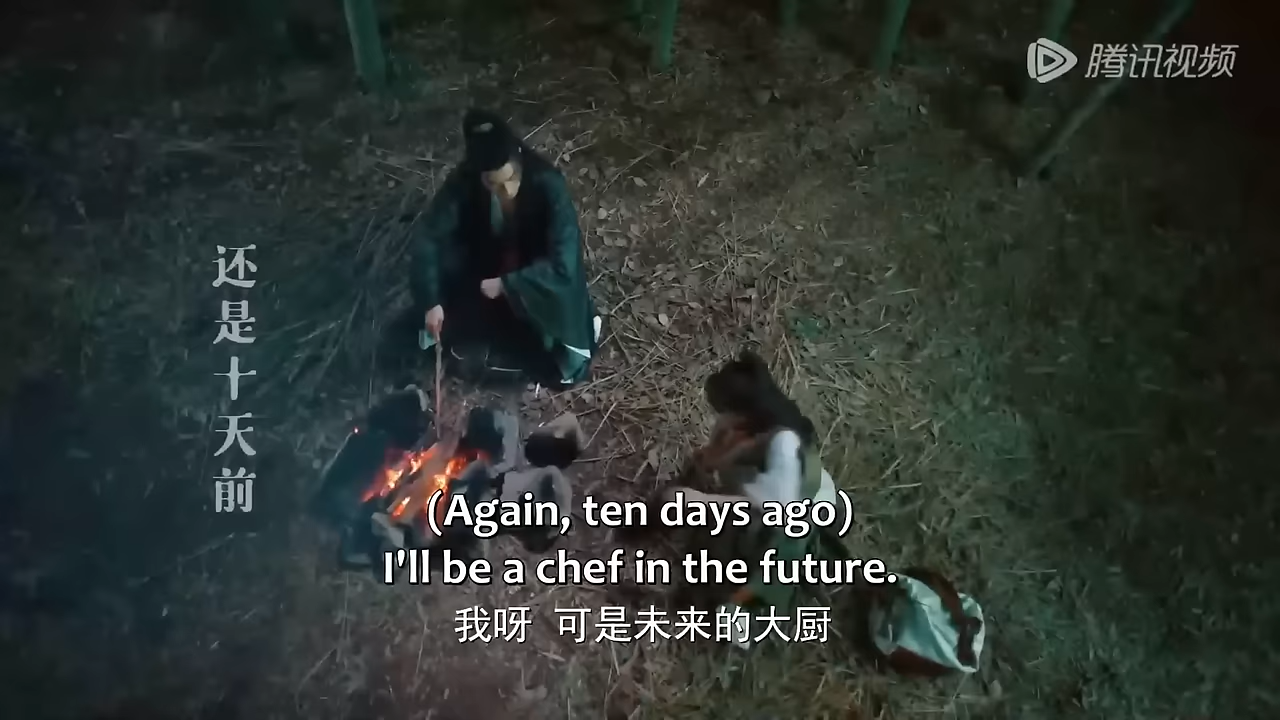 腾讯视频
还是十天前
(Again, ten days ago)
I'll be a chef in the future.
我呀 可是未来的大厨